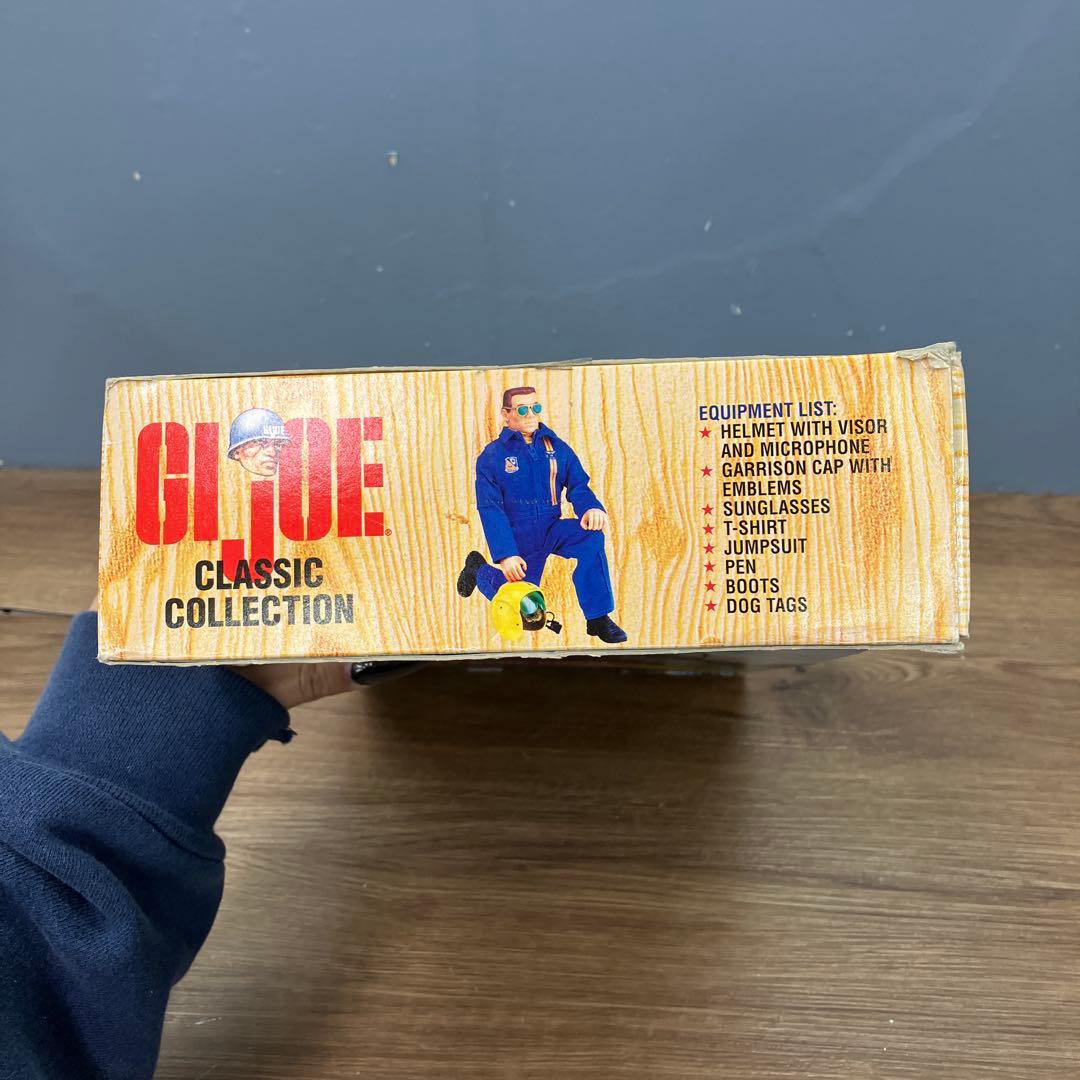 GI JOE
CLASSIC
COLLECTION
EQUIPMENT LIST:
★ HELMET WITH VISOR
AND MICROPHONE
★ GARRISON CAP WITH
EMBLEMS
★ SUNGLASSES
★ T-SHIRT
★ JUMPSUIT
★ PEN
★ BOOTS
★ DOG TAGS